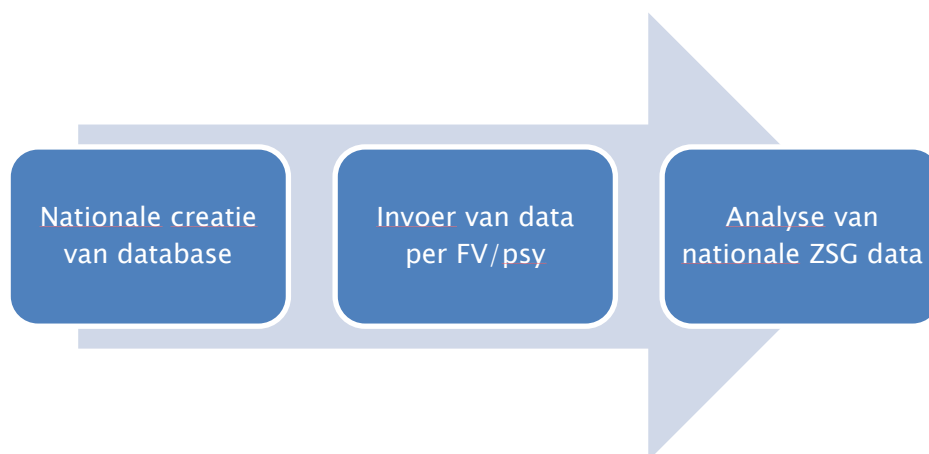 Nationale creatie
van database
Invoer van data
per FV/psy
Analyse van
nationale ZSG data